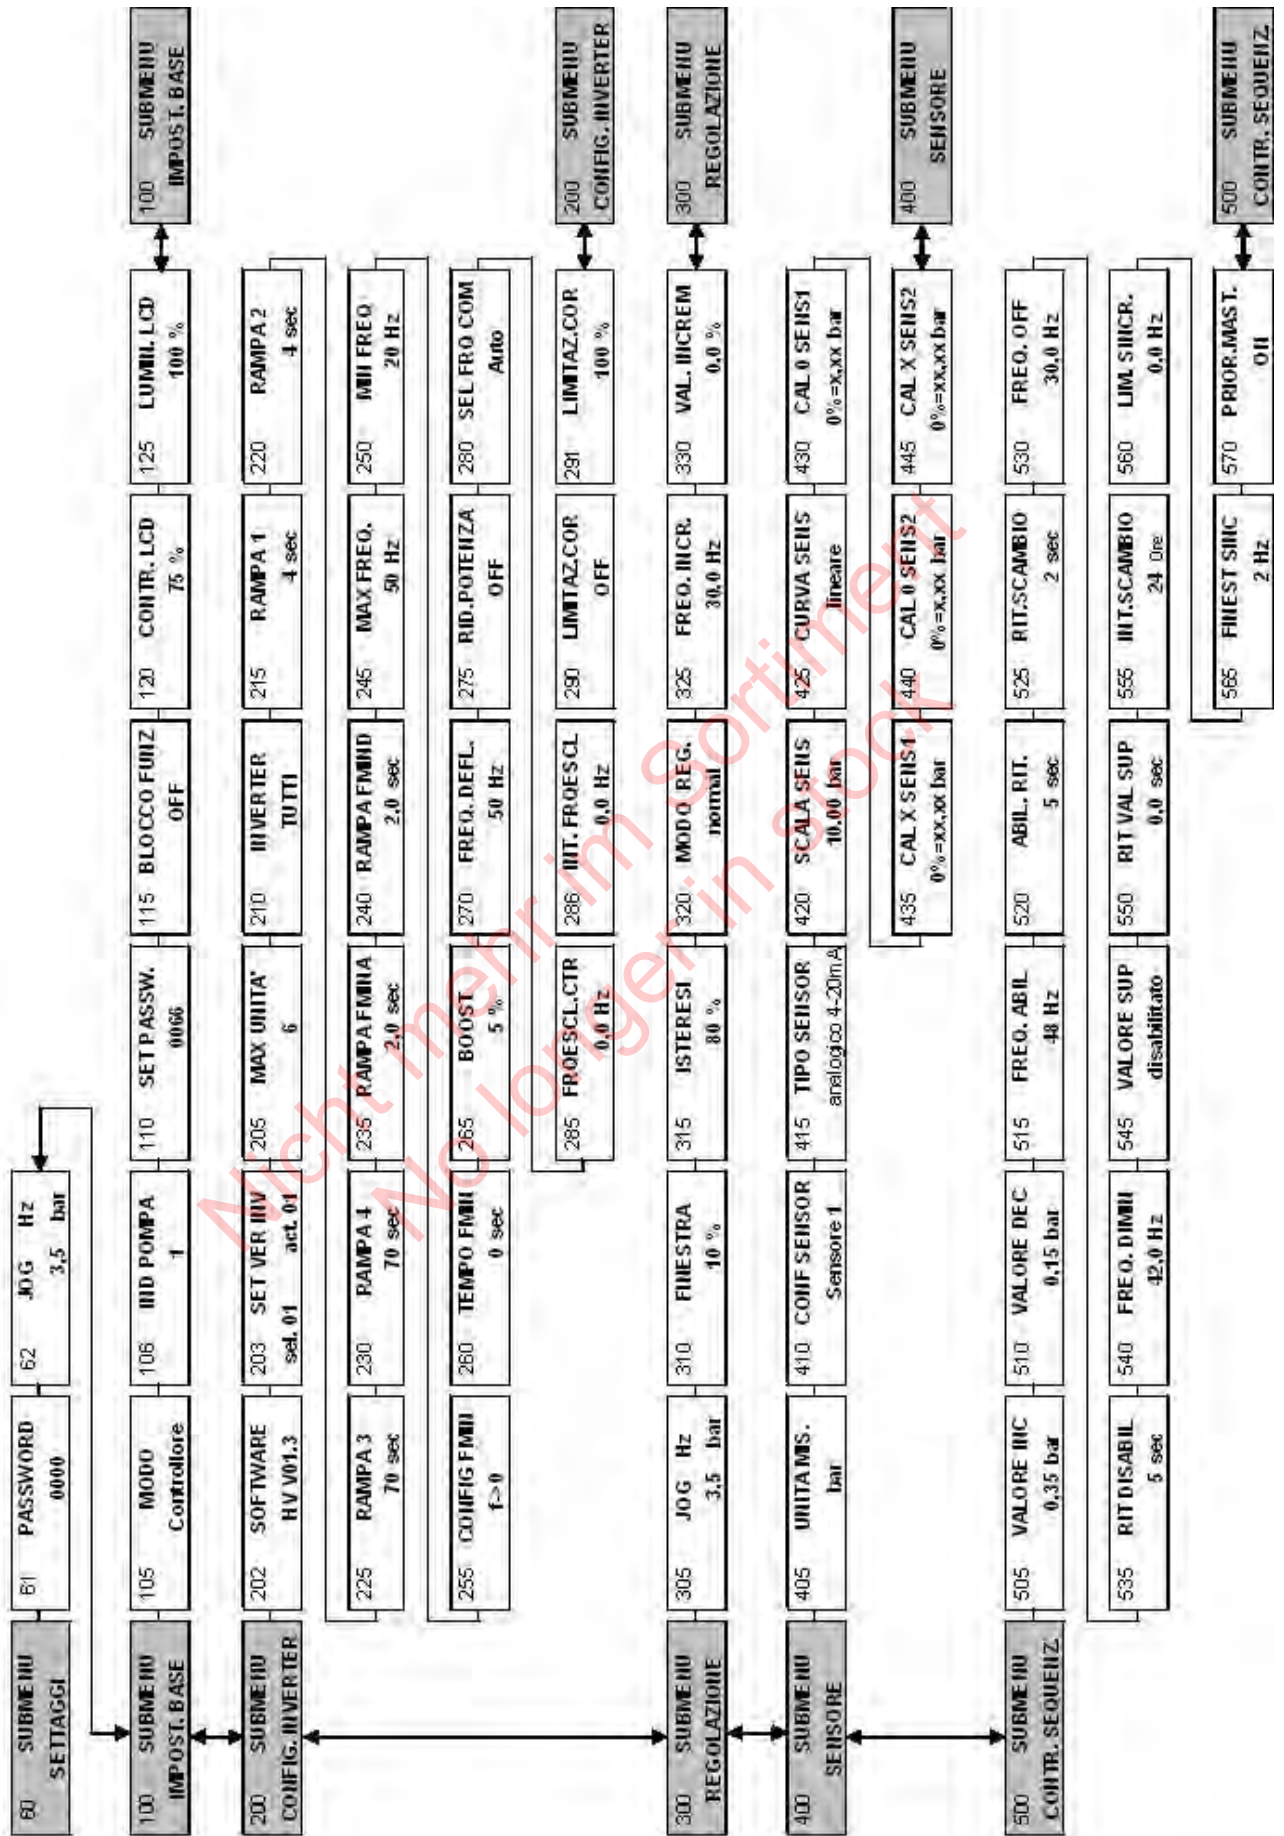 60 SUBMENU
SETTAGGI
61 PASSWORD
0000
62 JOG Hz
3,5 bar
100 SUBMENU
IMPOST. BASE
105 MODO
Controllore
106 IND POMPA
1
110 SET PASSW.
0066
115 BLOCCO FUNZ
OFF
120 CONTR. LCD
75 %
125 LUMIN. LCD
100 %
100 SUBMENU
IMPOST. BASE
200 SUBMENU
CONFIG. INVERTER
202 SOFTWARE
HV V01.3
203 SET VER INV
sel. 01 act. 01
205 MAX UNITA'
6
210 INVERTER
TUTTI
215 RAMPA 1
4 sec
220 RAMPA 2
4 sec
225 RAMPA 3
70 sec
230 RAMPA 4
70 sec
235 RAMPA FMINA
2,0 sec
240 RAMPA FMIND
2,0 sec
245 MAX FREQ.
50 Hz
250 MIN FREQ
20 Hz
255 CONFIG FMIN
f->0
260 TEMPO FMIN
0 sec
265 BOOST
5 %
270 FREQ. DEFL.
50 Hz
275 RID.POTENZA
OFF
280 SEL FRQ COM
Auto
285 FRQESCL.CTR
0,0 Hz
286 INT. FRQESCL
0,0 Hz
290 LIMITAZ.COR
OFF
291 LIMITAZ.COR
100 %
200 SUBMENU
CONFIG. INVERTER
300 SUBMENU
REGOLAZIONE
305 JOG Hz
3,5 bar
310 FINESTRA
10 %
315 ISTERESI
80 %
320 MODO REG.
normal
325 FREQ. INCR.
30,0 Hz
330 VAL. INCREM
0,0 %
300 SUBMENU
REGOLAZIONE
400 SUBMENU
SENSORE
405 UNITA MIS.
bar
410 CONF SENSOR
Sensore 1
415 TIPO SENSOR
analogico 4-20mA
420 SCALA SENS
10.00 bar
425 CURVA SENS
lineare
430 CAL.0 SENS1
0%=x,xx bar
435 CAL X SENS1
0%=xx,xx bar
440 CAL 0 SENS2
0%=x,xx bar
445 CAL X SENS2
0%=xx,xx bar
400 SUBMENU
SENSORE
500 SUBMENU
CONTR. SEQUENZ.
505 VALORE INC
0,35 bar
510 VALORE DEC
0,15 bar
515 FREQ. ABIL
48 Hz
520 ABIL. RIT.
5 sec
525 RIT.SCAMBIO
2 sec
530 FREQ. OFF
30,0 Hz
535 RIT DISABIL
5 sec
540 FREQ. DIMIN
42,0 Hz
545 VALORE SUP
disabilitato
550 RIT VAL SUP
0,0 sec
555 INT.SCAMBIO
24 Ore
560 LIM. SINCR.
0,0 Hz
565 FINEST SINC
2 Hz
570 PRIOR.MAST.
ON
500 SUBMENU
CONTR. SEQUENZ.
Nicht mehr im Sortiment
No longer in stock